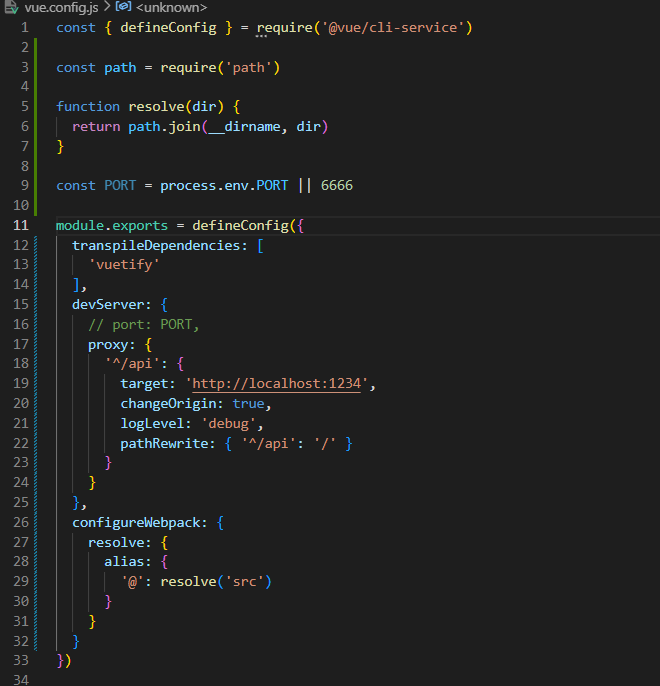 vue.config.js > <unknown>
1 const { defineConfig } = require('@vue/cli-service')
2
3 const path = require('path')
4
5 function resolve(dir) {
6   return path.join(__dirname, dir)
7 }
8
9 const PORT = process.env.PORT || 6666
10
11 module.exports = defineConfig({
12   transpileDependencies: [
13     'vuetify'
14   ],
15   devServer: {
16     // port: PORT,
17     proxy: {
18       '^/api': {
19         target: 'http://localhost:1234',
20         changeOrigin: true,
21         logLevel: 'debug',
22         pathRewrite: { '^/api': '/' }
23       }
24     }
25   },
26   configureWebpack: {
27     resolve: {
28       alias: {
29         '@': resolve('src')
30       }
31     }
32   }
33 })
34